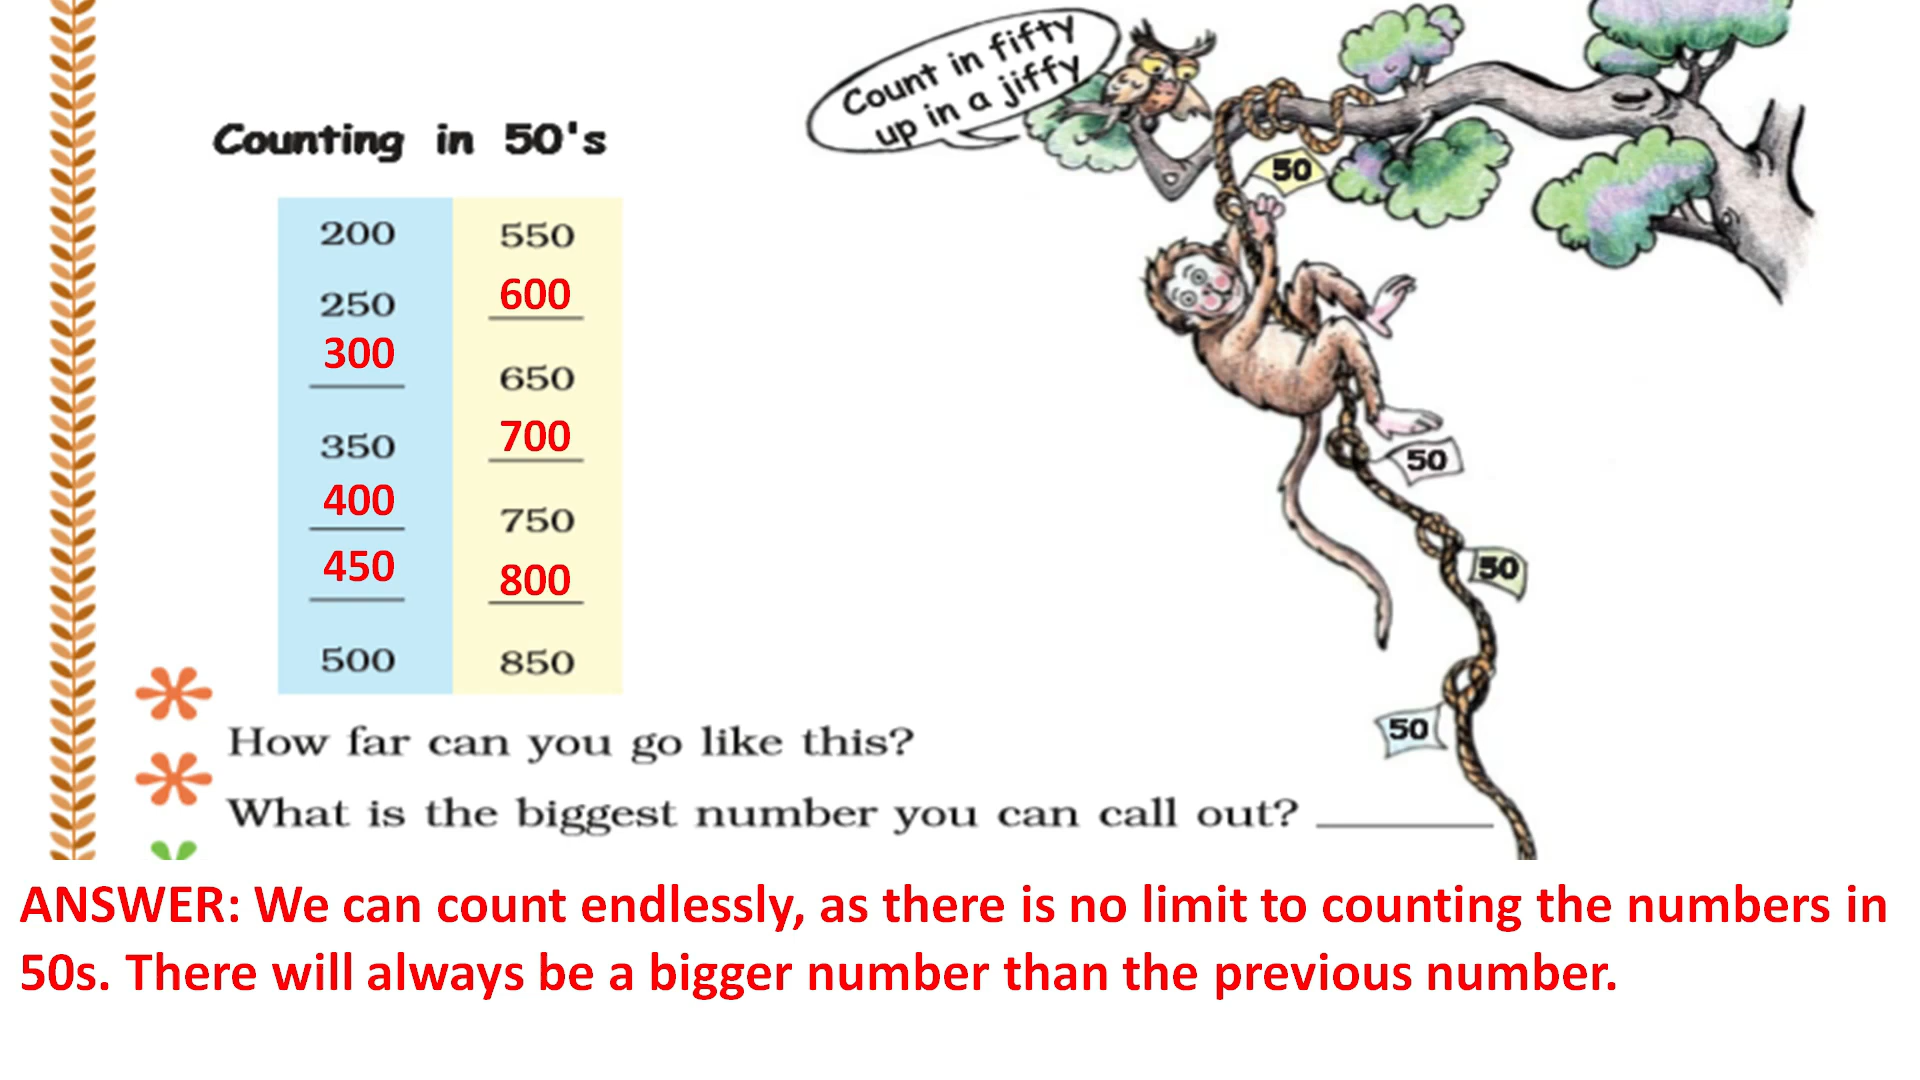 Count in fifty
up in a jiffy
Counting in 50's
50
200 550
250 600
300
650
350 700
400
750
450 800
500 850
50
50
50
How far can you go like this?
What is the biggest number you can call out?
ANSWER: We can count endlessly, as there is no limit to counting the numbers in
50s. There will always be a bigger number than the previous number.